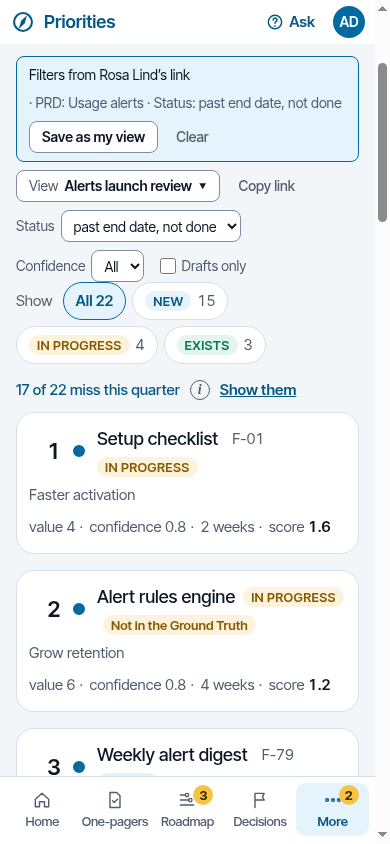 Priorities
Ask
AD
Filters from Rosa Lind's link
· PRD: Usage alerts · Status: past end date, not done
Save as my view Clear
View Alerts launch review ▼ Copy link
Status past end date, not done
Confidence All Drafts only
Show All 22 NEW 15
IN PROGRESS 4 EXISTS 3
17 of 22 miss this quarter i Show them
1 Setup checklist F-01
IN PROGRESS
Faster activation
value 4 · confidence 0.8 · 2 weeks · score 1.6
2 Alert rules engine IN PROGRESS
Not in the Ground Truth
Grow retention
value 6 · confidence 0.8 · 4 weeks · score 1.2
3 Weekly alert digest F-79
3 2
Home One-pagers Roadmap Decisions More